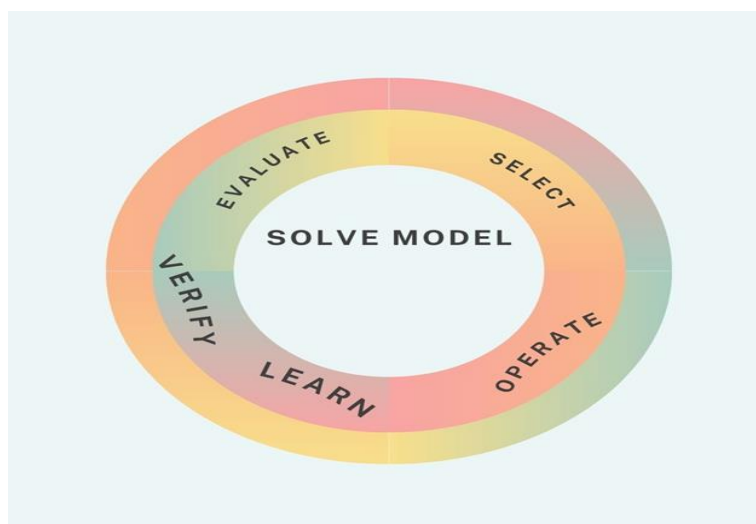 SOLVE MODEL
SELECT
OPERATE
LEARN
VERIFY
EVALUATE